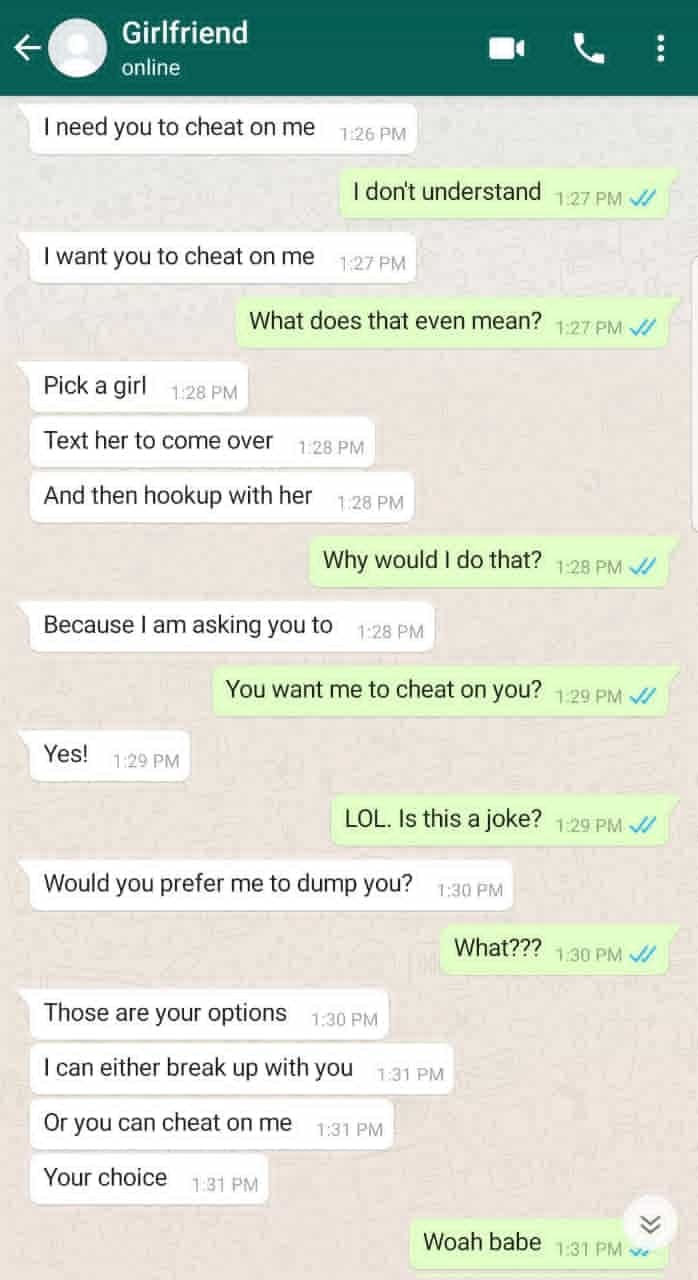 Girlfriend
online
I need you to cheat on me 1:26 PM
I don't understand 1:27 PM
I want you to cheat on me 1:27 PM
What does that even mean? 1:27 PM
Pick a girl 1:28 PM
Text her to come over 1:28 PM
And then hookup with her 1:28 PM
Why would I do that? 1:28 PM
Because I am asking you to 1:28 PM
You want me to cheat on you? 1:29 PM
Yes! 1:29 PM
LOL. Is this a joke? 1:29 PM
Would you prefer me to dump you? 1:30 PM
What??? 1:30 PM
Those are your options 1:30 PM
I can either break up with you 1:31 PM
Or you can cheat on me 1:31 PM
Your choice 1:31 PM
Woah babe 1:31 PM